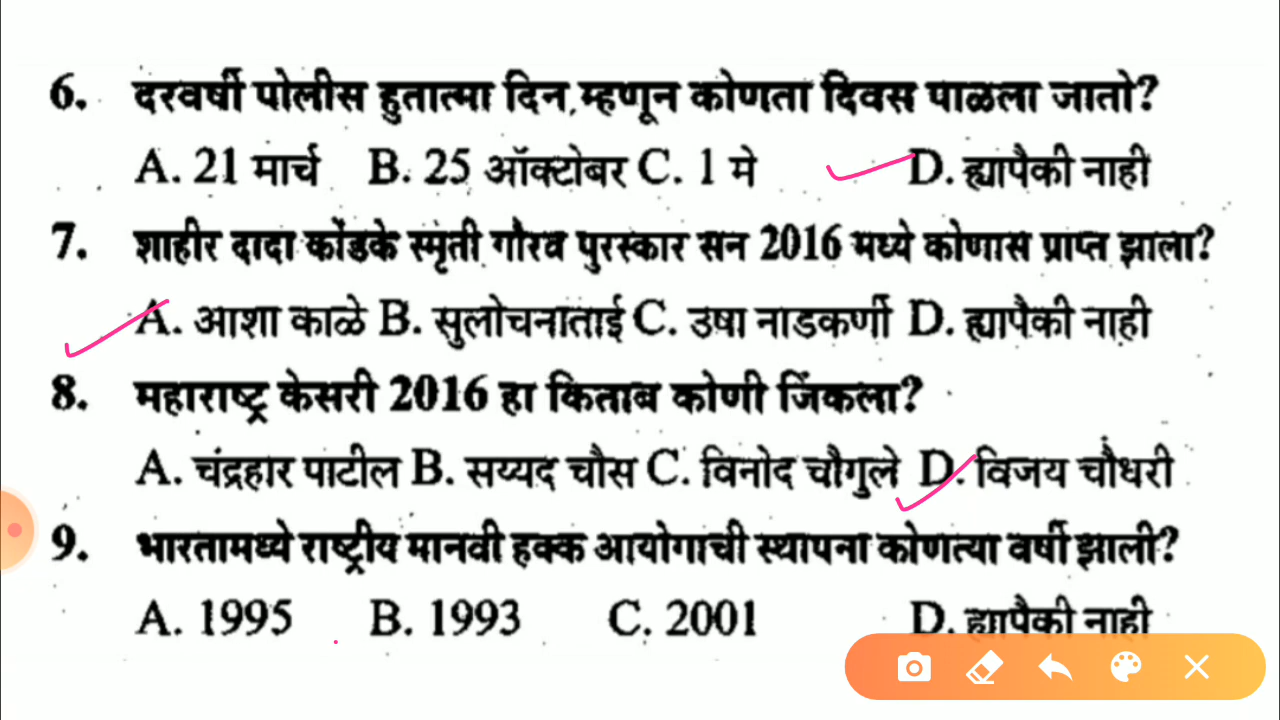 6. दरवर्षी पोलीस हुतात्मा दिन म्हणून कोणता दिवस पाळला जातो?
A. 21 मार्च B. 25 ऑक्टोबर C. 1 मे D. ह्यापैकी नाही
7. शाहीर दादा कोंडके स्मृती गौरव पुरस्कार सन 2016 मध्ये कोणास प्राप्त झाला?
A. आशा काळे B. सुलोचनाताई C. उषा नाडकर्णी D. ह्यापैकी नाही
8. महाराष्ट्र केसरी 2016 हा किताब कोणी जिंकला?
A. चंद्रहार पाटील B. सय्यद चौस C. विनोद चौगुले D. विजय चौधरी
9. भारतामध्ये राष्ट्रीय मानवी हक्क आयोगाची स्थापना कोणत्या वर्षी झाली?
A. 1995 B. 1993 C. 2001 D. ह्यापैकी नाही